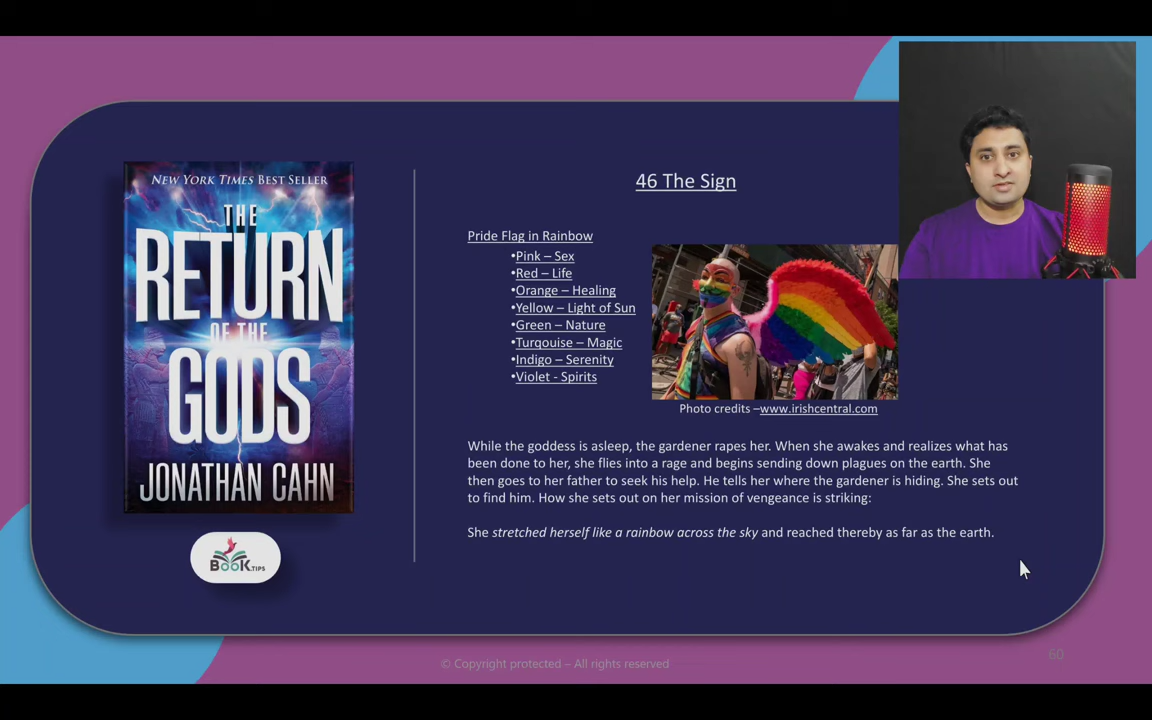 NEW YORK TIMES BEST SELLER
THE
RETURN
OF THE
GODS
JONATHAN CAHN
BOOK.TIPS
46 The Sign
Pride Flag in Rainbow
•Pink – Sex
•Red – Life
•Orange – Healing
•Yellow – Light of Sun
•Green – Nature
•Turqouise – Magic
•Indigo – Serenity
•Violet - Spirits
Photo credits –www.irishcentral.com
While the goddess is asleep, the gardener rapes her. When she awakes and realizes what has
been done to her, she flies into a rage and begins sending down plagues on the earth. She
then goes to her father to seek his help. He tells her where the gardener is hiding. She sets out
to find him. How she sets out on her mission of vengeance is striking:
She stretched herself like a rainbow across the sky and reached thereby as far as the earth.
© Copyright protected – All rights reserved
60